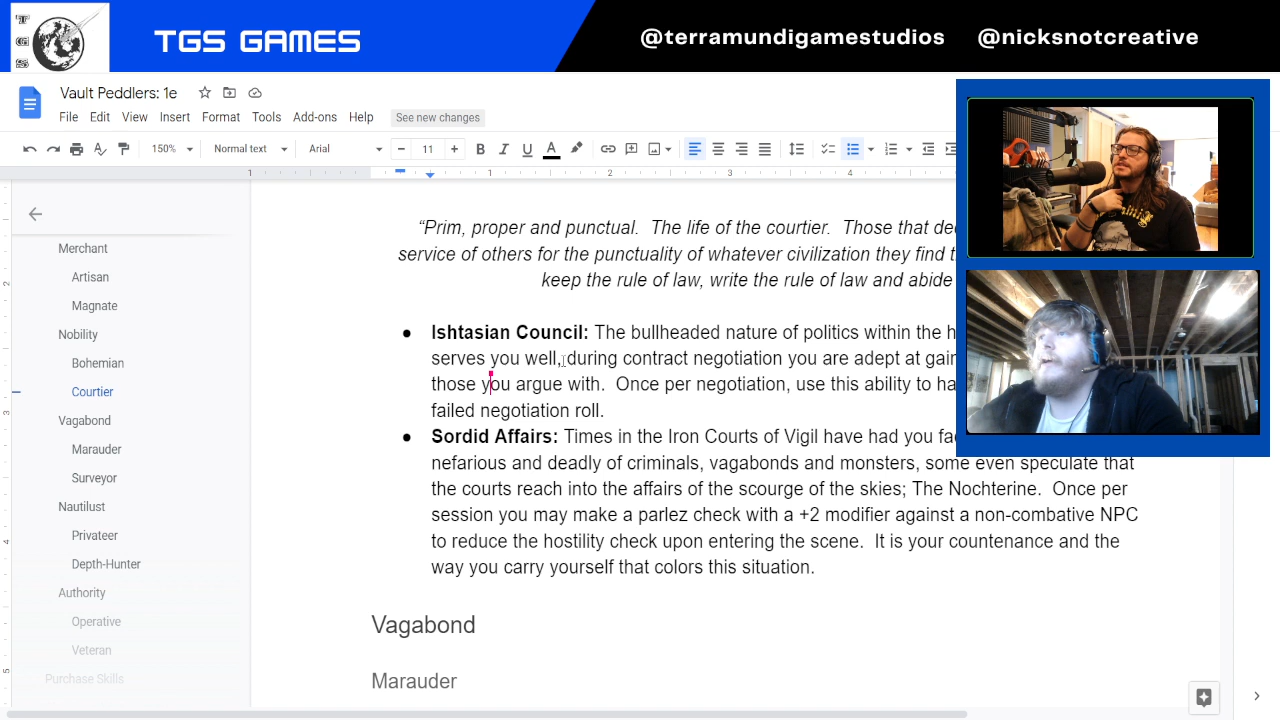 T
G
S
TGS GAMES
@terramundigamestudios @nicksnotcreative
Vault Peddlers: 1e
File Edit View Insert Format Tools Add-ons Help See new changes
150% Normal text Arial 11
1 1 2 3 4
Merchant
Artisan
Magnate
Nobility
Bohemian
Courtier
Vagabond
Marauder
Surveyor
Nautilust
Privateer
Depth-Hunter
Authority
Operative
Veteran
Purchase Skills
2
3
4
5
“Prim, proper and punctual. The life of the courtier. Those that
service of others for the punctuality of whatever civilization they find
keep the rule of law, write the rule of law and abide
● Ishtasian Council: The bullheaded nature of politics within the
serves you well, during contract negotiation you are adept at
those you argue with. Once per negotiation, use this ability to
failed negotiation roll.
● Sordid Affairs: Times in the Iron Courts of Vigil have had you
nefarious and deadly of criminals, vagabonds and monsters, some even speculate that
the courts reach into the affairs of the scourge of the skies; The Nochterine. Once per
session you may make a parlez check with a +2 modifier against a non-combative NPC
to reduce the hostility check upon entering the scene. It is your countenance and the
way you carry yourself that colors this situation.
Vagabond
Marauder